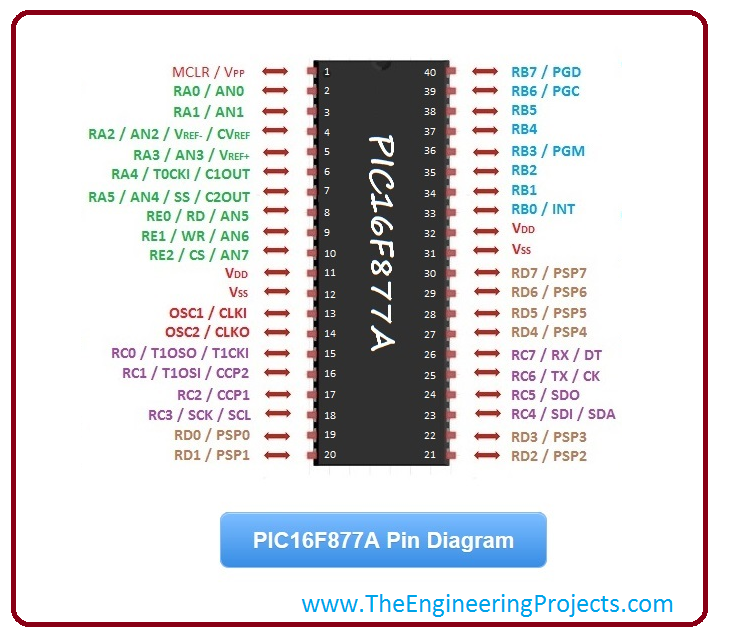 MCLR / VPP 1 40 RB7 / PGD
RA0 / AN0 2 39 RB6 / PGC
RA1 / AN1 3 38 RB5
RA2 / AN2 / VREF- / CVREF 4 37 RB4
RA3 / AN3 / VREF+ 5 36 RB3 / PGM
RA4 / T0CKI / C1OUT 6 35 RB2
RA5 / AN4 / SS / C2OUT 7 34 RB1
RE0 / RD / AN5 8 33 RB0 / INT
RE1 / WR / AN6 9 32 VDD
RE2 / CS / AN7 10 31 VSS
VDD 11 30 RD7 / PSP7
VSS 12 29 RD6 / PSP6
OSC1 / CLKI 13 28 RD5 / PSP5
OSC2 / CLKO 14 27 RD4 / PSP4
RC0 / T1OSO / T1CKI 15 26 RC7 / RX / DT
RC1 / T1OSI / CCP2 16 25 RC6 / TX / CK
RC2 / CCP1 17 24 RC5 / SDO
RC3 / SCK / SCL 18 23 RC4 / SDI / SDA
RD0 / PSP0 19 22 RD3 / PSP3
RD1 / PSP1 20 21 RD2 / PSP2
PIC16F877A
PIC16F877A Pin Diagram
www.TheEngineeringProjects.com